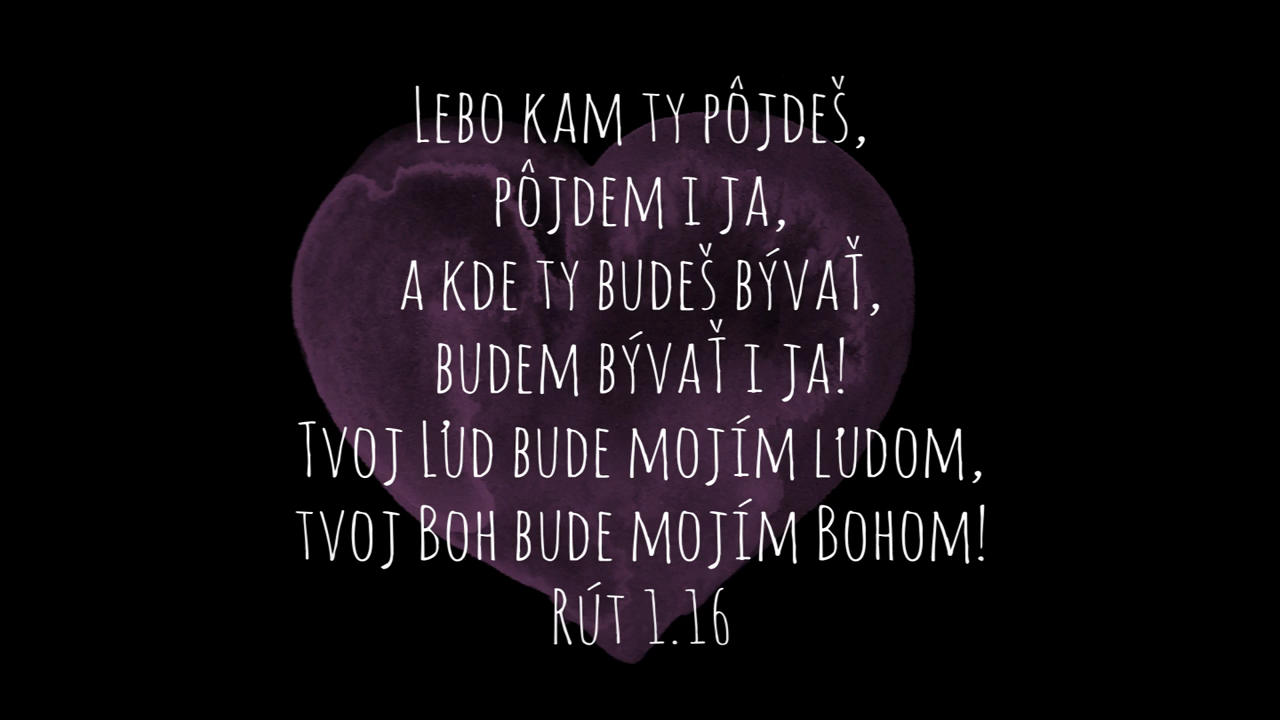 Lebo kam ty pôjdeš,
pôjdem i ja,
a kde ty budeš bývať,
budem bývať i ja!
Tvoj Ľud bude mojím ľudom,
tvoj Boh bude mojím Bohom!
Rút 1.16